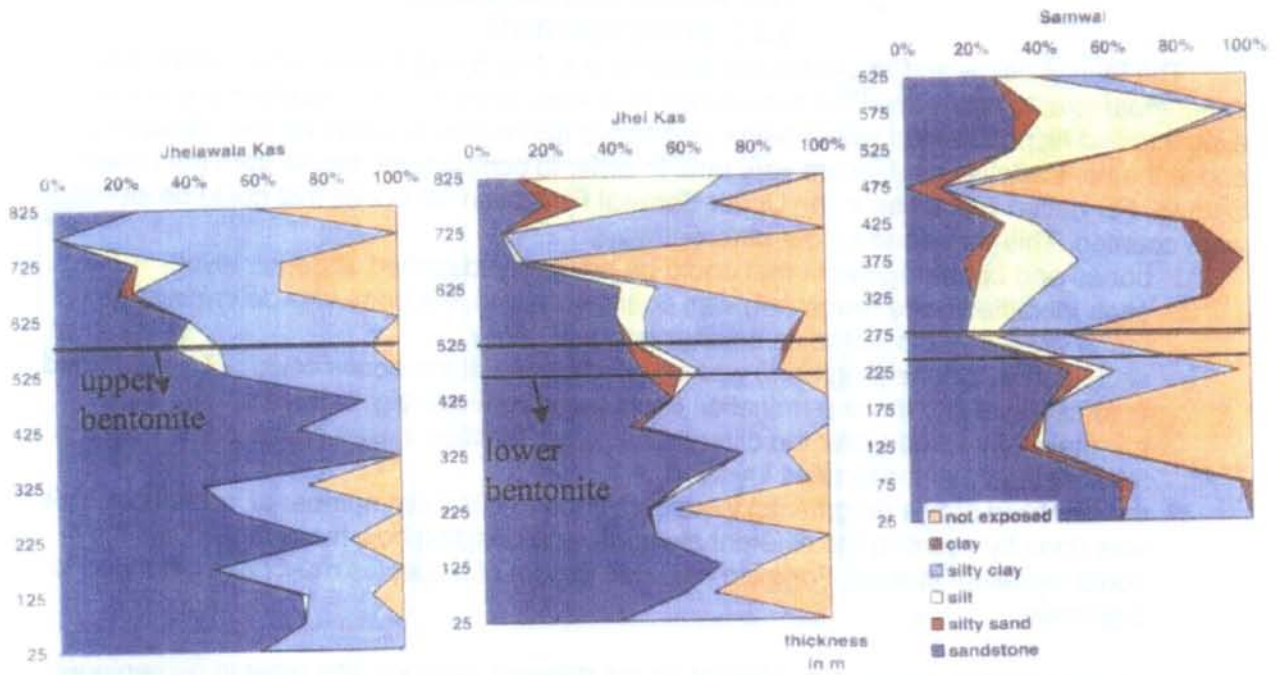 Jhelawala Kas
0% 20% 40% 60% 80% 100%
825
725
625
525
425
325
225
125
25
upper
bentonite
Jhel Kas
0% 20% 40% 60% 80% 100%
825
725
625
525
425
325
225
125
25
lower
bentonite
thickness
in m
Samwal
0% 20% 40% 60% 80% 100%
625
575
525
475
425
375
325
275
225
175
125
75
25
not exposed
clay
silty clay
silt
silty sand
sandstone